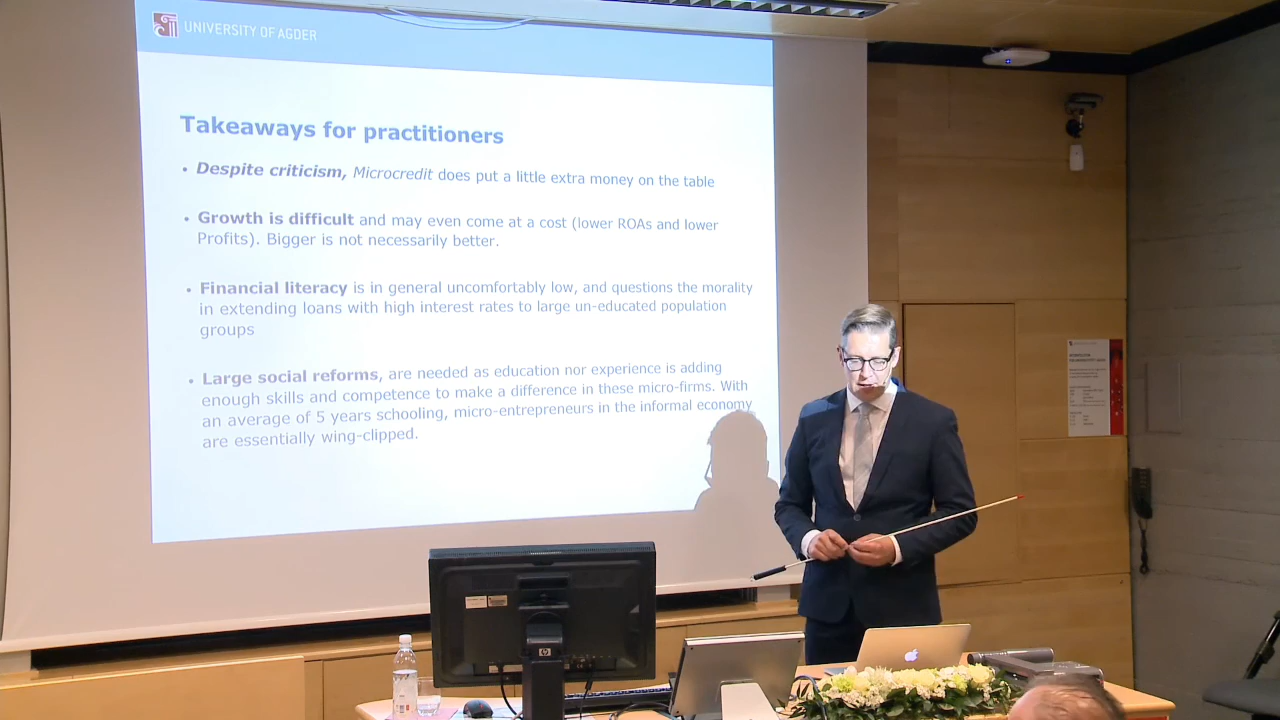 UNIVERSITY OF AGDER
Takeaways for practitioners
• Despite criticism, Microcredit does put a little extra money on the table
• Growth is difficult and may even come at a cost (lower ROAs and lower
Profits). Bigger is not necessarily better.
• Financial literacy is in general uncomfortably low, and questions the morality
in extending loans with high interest rates to large un-educated population
groups
• Large social reforms, are needed as education nor experience is adding
enough skills and competence to make a difference in these micro-firms. With
an average of 5 years schooling, micro-entrepreneurs in the informal economy
are essentially wing-clipped.
hp